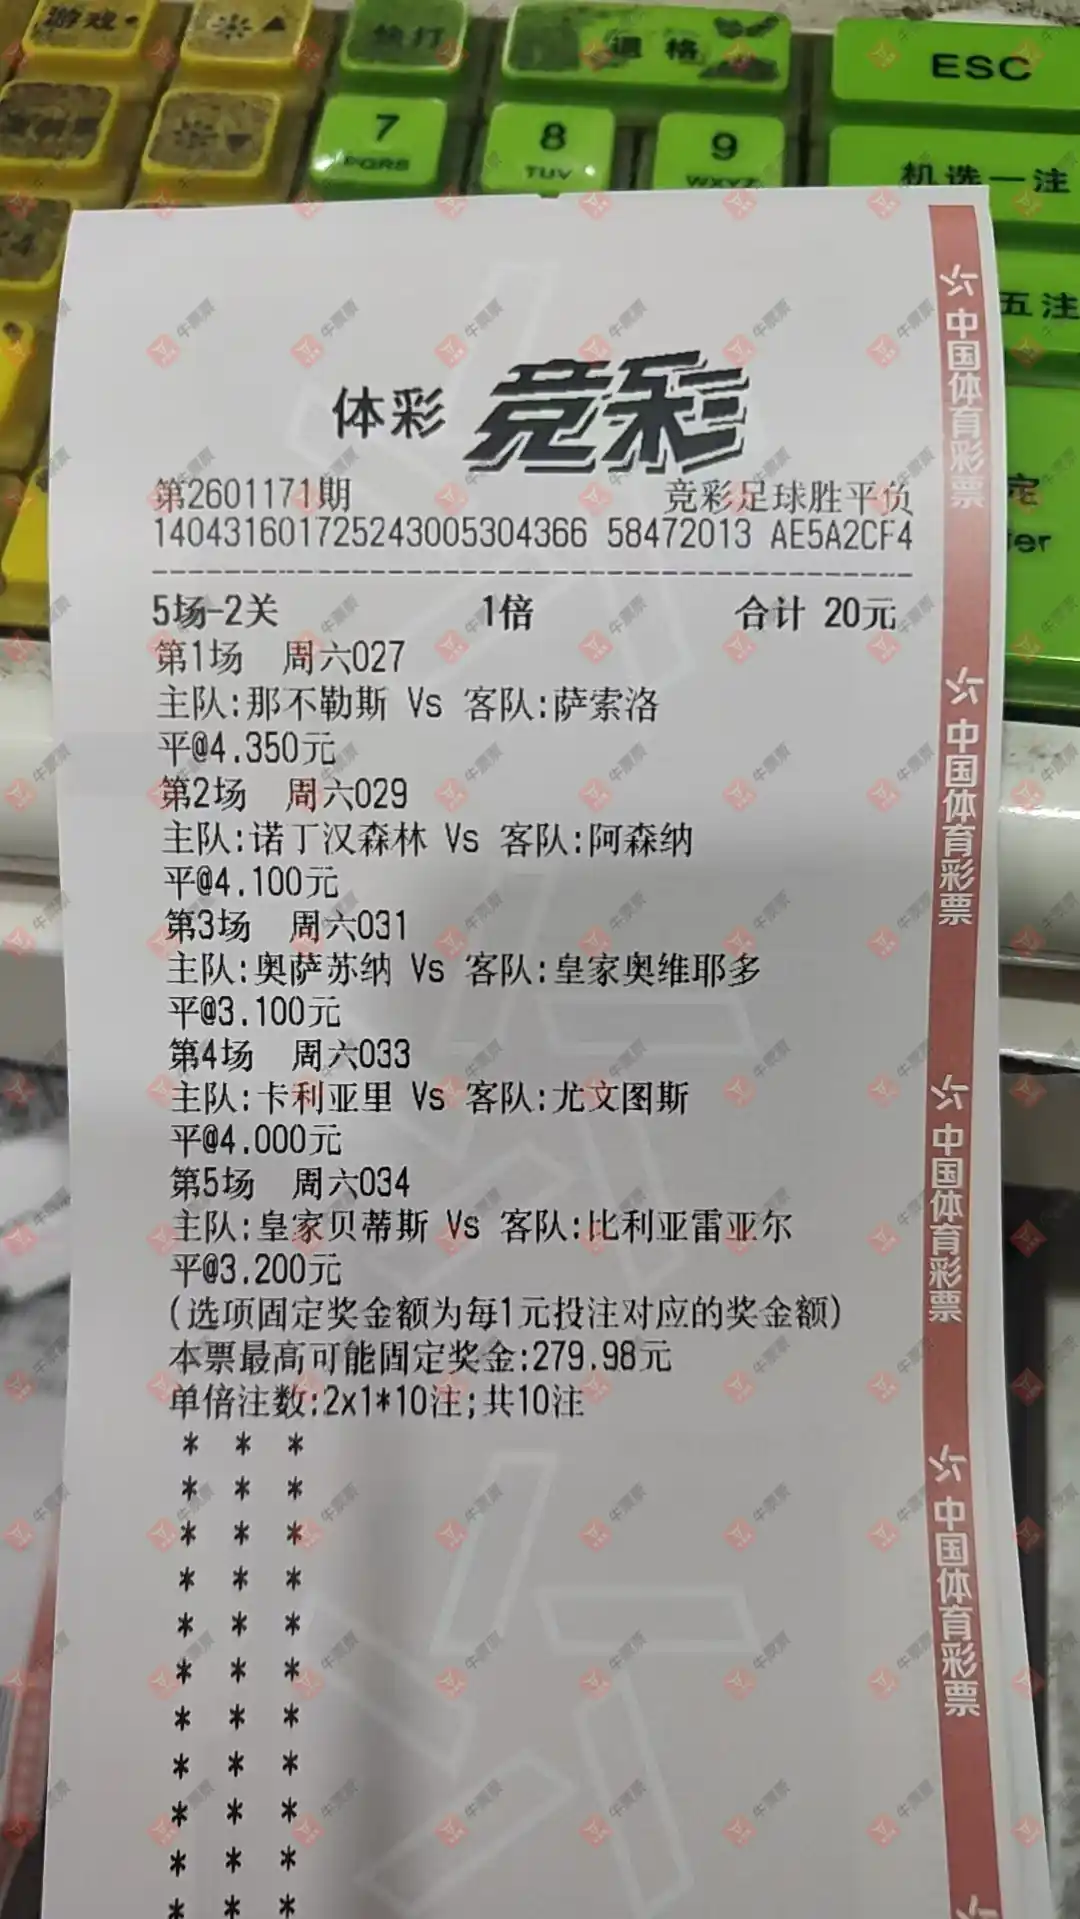 游戏
快打
退格
ESC
7
PQRS
8
TUV
9
WXYZ
机选一注
五注
定
体彩 竞彩
第2601171期 竞彩足球胜平负
140431601725243005304366 58472013 AE5A2CF4
5场-2关 1倍 合计 20元
第1场 周六027
主队:那不勒斯 Vs 客队:萨索洛
平@4.350元
第2场 周六029
主队:诺丁汉森林 Vs 客队:阿森纳
平@4.100元
第3场 周六031
主队:奥萨苏纳 Vs 客队:皇家奥维耶多
平@3.100元
第4场 周六033
主队:卡利亚里 Vs 客队:尤文图斯
平@4.000元
第5场 周六034
主队:皇家贝蒂斯 Vs 客队:比利亚雷亚尔
平@3.200元
(选项固定奖金额为每1元投注对应的奖金额)
本票最高可能固定奖金:279.98元
单倍注数:2x1*10注;共10注
* * *
* * *
* * *
* * *
* * *
* * *
* * *
* * *
* * *
* * *
* * *
中国体育彩票
中国体育彩票
中国体育彩票
中国体育彩票
牛票票